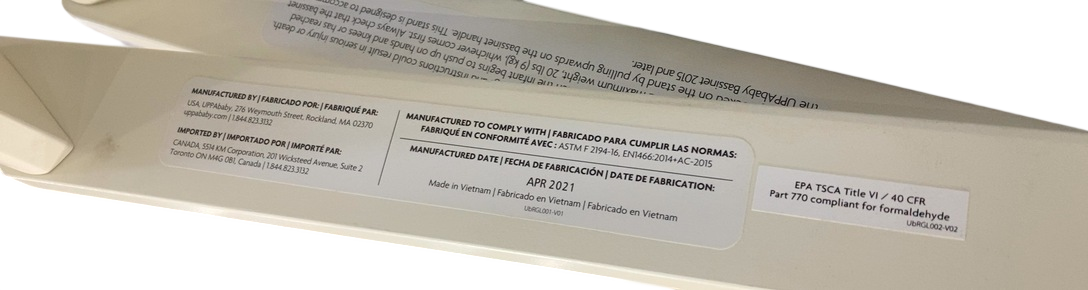 MANUFACTURED BY | FABRICADO POR: | FABRIQUÉ PAR:
USA, UPPAbaby, 276 Weymouth Street, Rockland, MA 02370
uppababy.com | 1.844.823.3132
IMPORTED BY | IMPORTADO POR | IMPORTÉ PAR:
CANADA, 5514 KM Corporation, 201 Wicksteed Avenue, Suite 2
Toronto ON M4G 0B1, Canada | 1.844.823.3132
MANUFACTURED TO COMPLY WITH | FABRICADO PARA CUMPLIR LAS NORMAS:
FABRIQUÉ EN CONFORMITÉ AVEC : ASTM F 2194-16, EN1466:2014+AC-2015
MANUFACTURED DATE | FECHA DE FABRICACIÓN | DATE DE FABRICATION:
APR 2021
Made in Vietnam | Fabricado en Vietnam | Fabricado en Vietnam
UbRGL001-V01
EPA TSCA Title VI / 40 CFR
Part 770 compliant for formaldehyde
UbRGL002-V02
the UPPAbaby Bassinet 2015 and later.
on the stand by pulling upwards on the bassinet handle. This stand is designed to
maximum weight, 20 lbs (9 kg), whichever comes first. Always check that the bassinet
the infant begins to push up on hands and knees or has reached
instructions could result in serious injury or death.